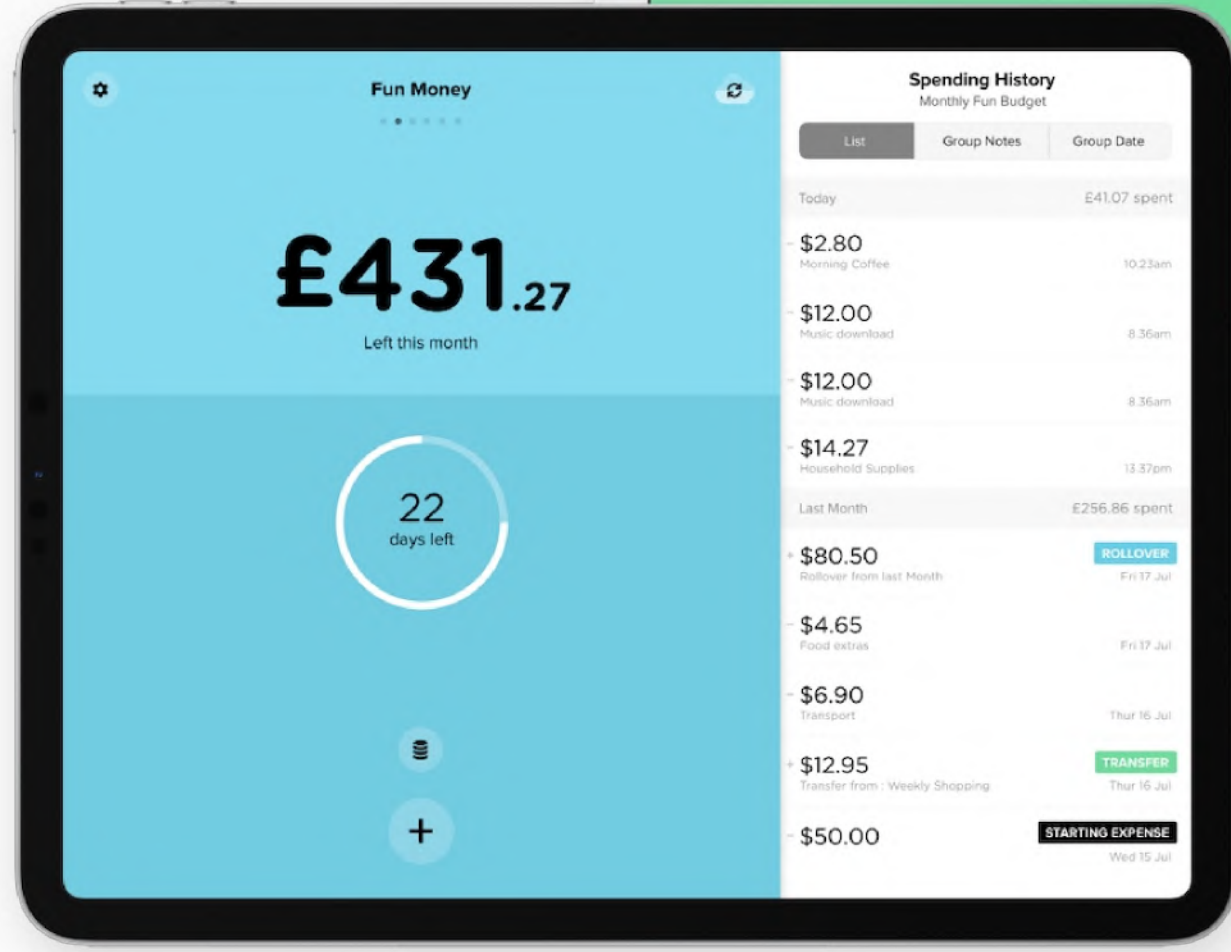 Fun Money
£431.27
Left this month
22
days left
Spending History
Monthly Fun Budget
List Group Notes Group Date
Today £41.07 spent
- $2.80
Morning Coffee 10:23am
- $12.00
Music download 8.36am
- $12.00
Music download 8.36am
- $14.27
Household Supplies 13.37pm
Last Month £256.86 spent
+ $80.50 ROLLOVER
Rollover from last Month Fri 17 Jul
- $4.65
Food extras Fri 17 Jul
- $6.90
Transport Thur 16 Jul
+ $12.95 TRANSFER
Transfer from : Weekly Shopping Thur 16 Jul
- $50.00 STARTING EXPENSE
Wed 15 Jul